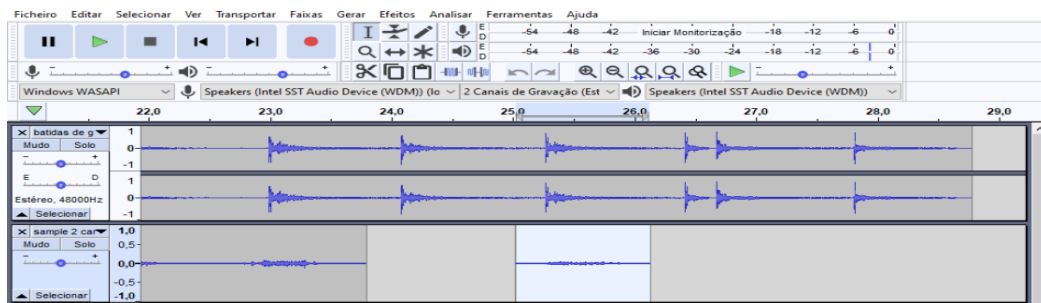 Ficheiro Editar Selecionar Ver Transportar Faixas Gerar Efeitos Analisar Ferramentas Ajuda
E D -54 -48 -42 Iniciar Monitorização -18 -12 -6 0
E D -54 -48 -42 -36 -30 -24 -18 -12 -6 0
- + - + - +
Windows WASAPI Speakers (Intel SST Audio Device (WDM)) (lo 2 Canais de Gravação (Est Speakers (Intel SST Audio Device (WDM))
22,0 23,0 24,0 25,0 26,0 27,0 28,0 29,0
× batidas de g 1
Mudo Solo 0
- + -1
E D 1
Estéreo, 48000Hz 0
Selecionar -1
× sample 2 car 1,0
Mudo Solo 0,5
- + 0,0
-0,5
Selecionar -1,0